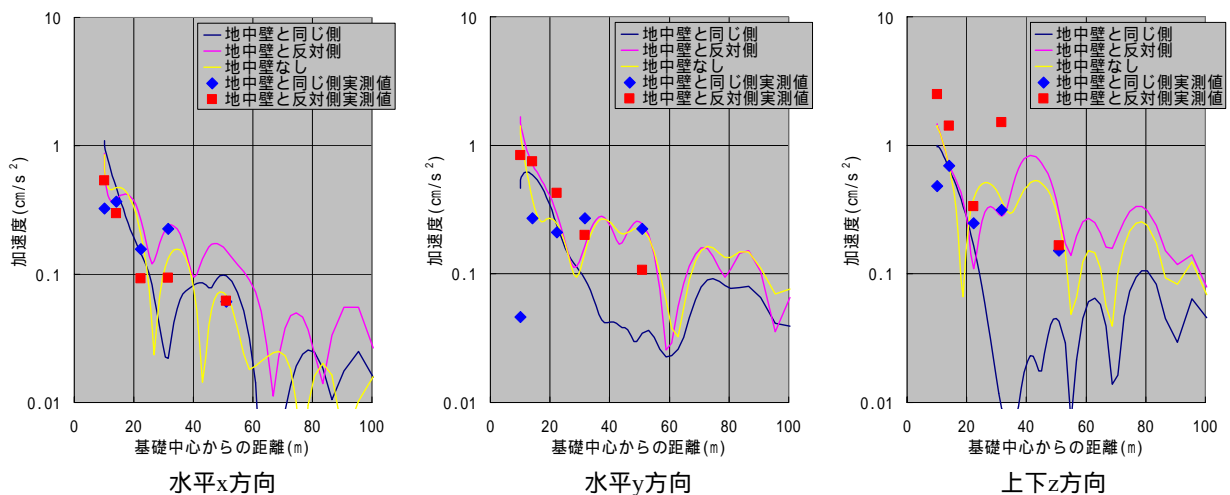 10
1
0.1
0.01
加速度(cm/s²)
地中壁と同じ側
地中壁と反対側
地中壁なし
地中壁と同じ側実測値
地中壁と反対側実測値
0 20 40 60 80 100
基礎中心からの距離(m)
水平x方向
10
1
0.1
0.01
加速度(cm/s²)
地中壁と同じ側
地中壁と反対側
地中壁なし
地中壁と同じ側実測値
地中壁と反対側実測値
0 20 40 60 80 100
基礎中心からの距離(m)
水平y方向
10
1
0.1
0.01
加速度(cm/s²)
地中壁と同じ側
地中壁と反対側
地中壁なし
地中壁と同じ側実測値
地中壁と反対側実測値
0 20 40 60 80 100
基礎中心からの距離(m)
上下z方向